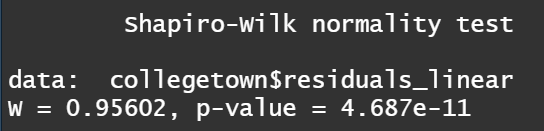 Shapiro-Wilk normality test
data:  collegetown$residuals_linear
W = 0.95602, p-value = 4.687e-11